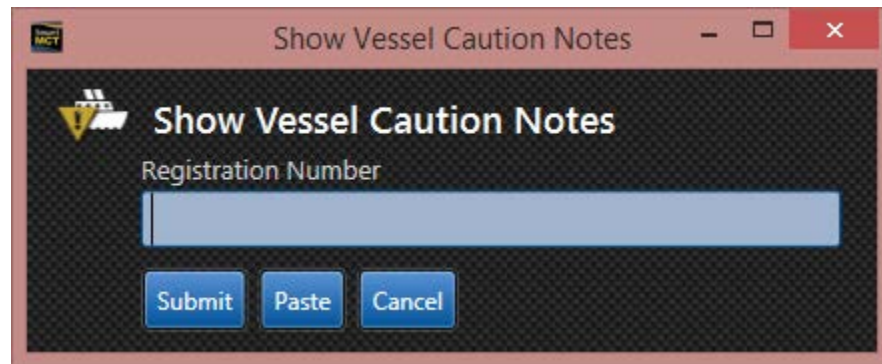 Show Vessel Caution Notes
Show Vessel Caution Notes
Registration Number
Submit Paste Cancel